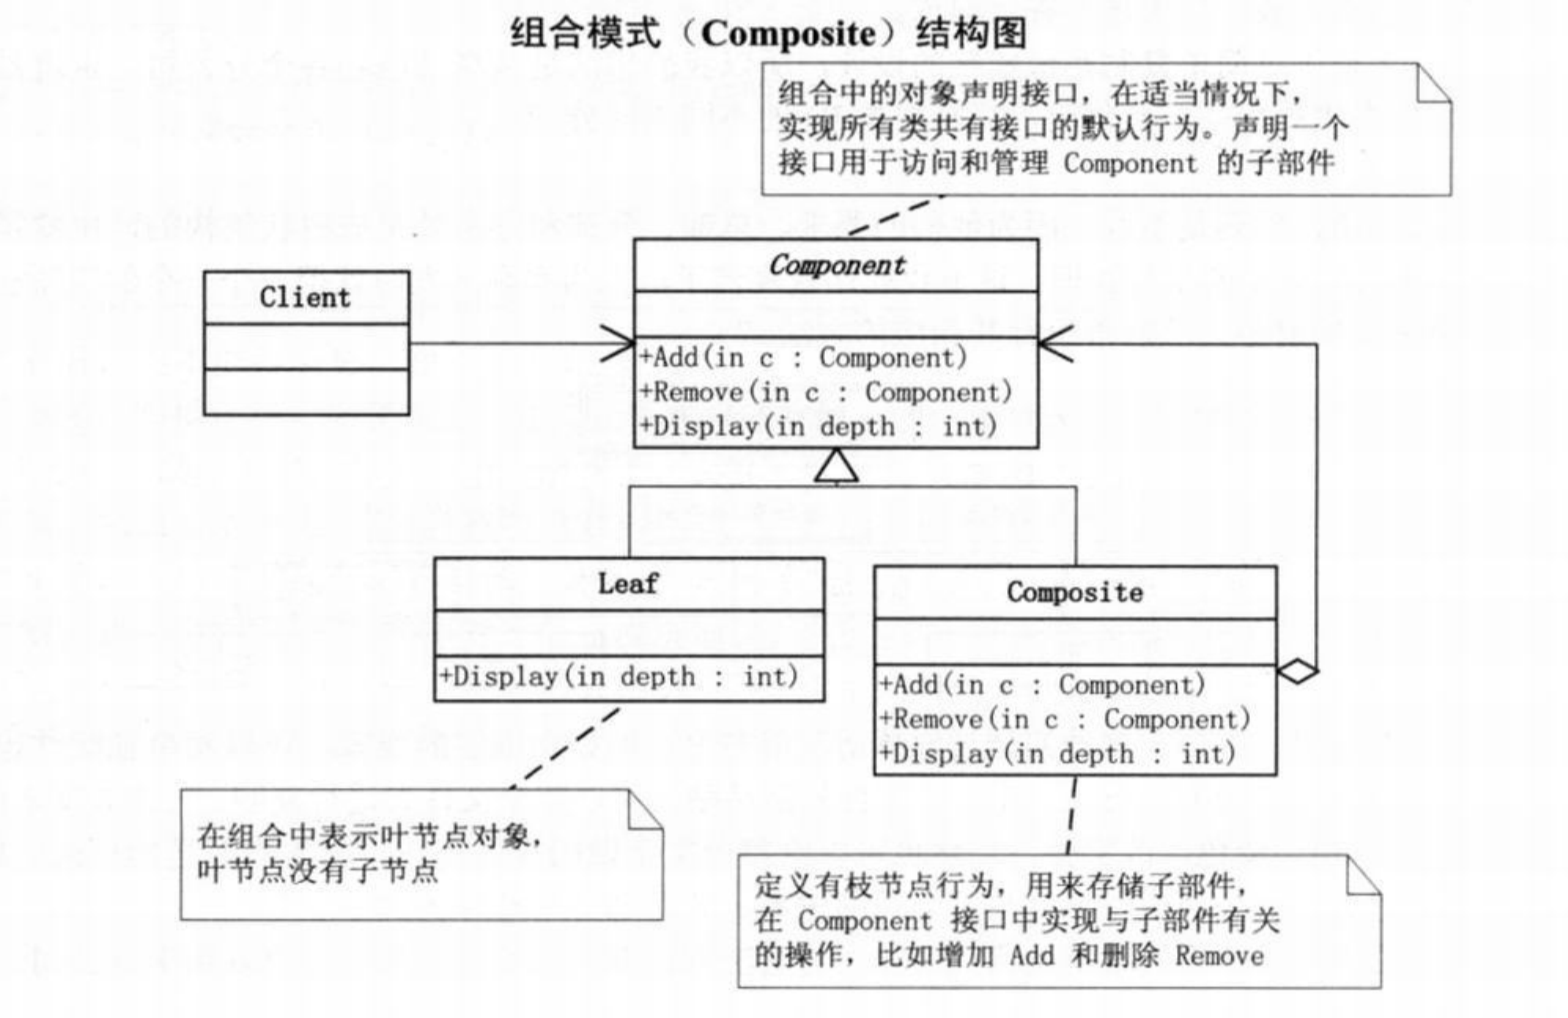 组合模式（Composite）结构图
组合中的对象声明接口，在适当情况下，
实现所有类共有接口的默认行为。声明一个
接口用于访问和管理 Component 的子部件
Component
+Add(in c : Component)
+Remove(in c : Component)
+Display(in depth : int)
Client
Leaf
+Display(in depth : int)
Composite
+Add(in c : Component)
+Remove(in c : Component)
+Display(in depth : int)
在组合中表示叶节点对象，
叶节点没有子节点
定义有枝节点行为，用来存储子部件，
在 Component 接口中实现与子部件有关
的操作，比如增加 Add 和删除 Remove